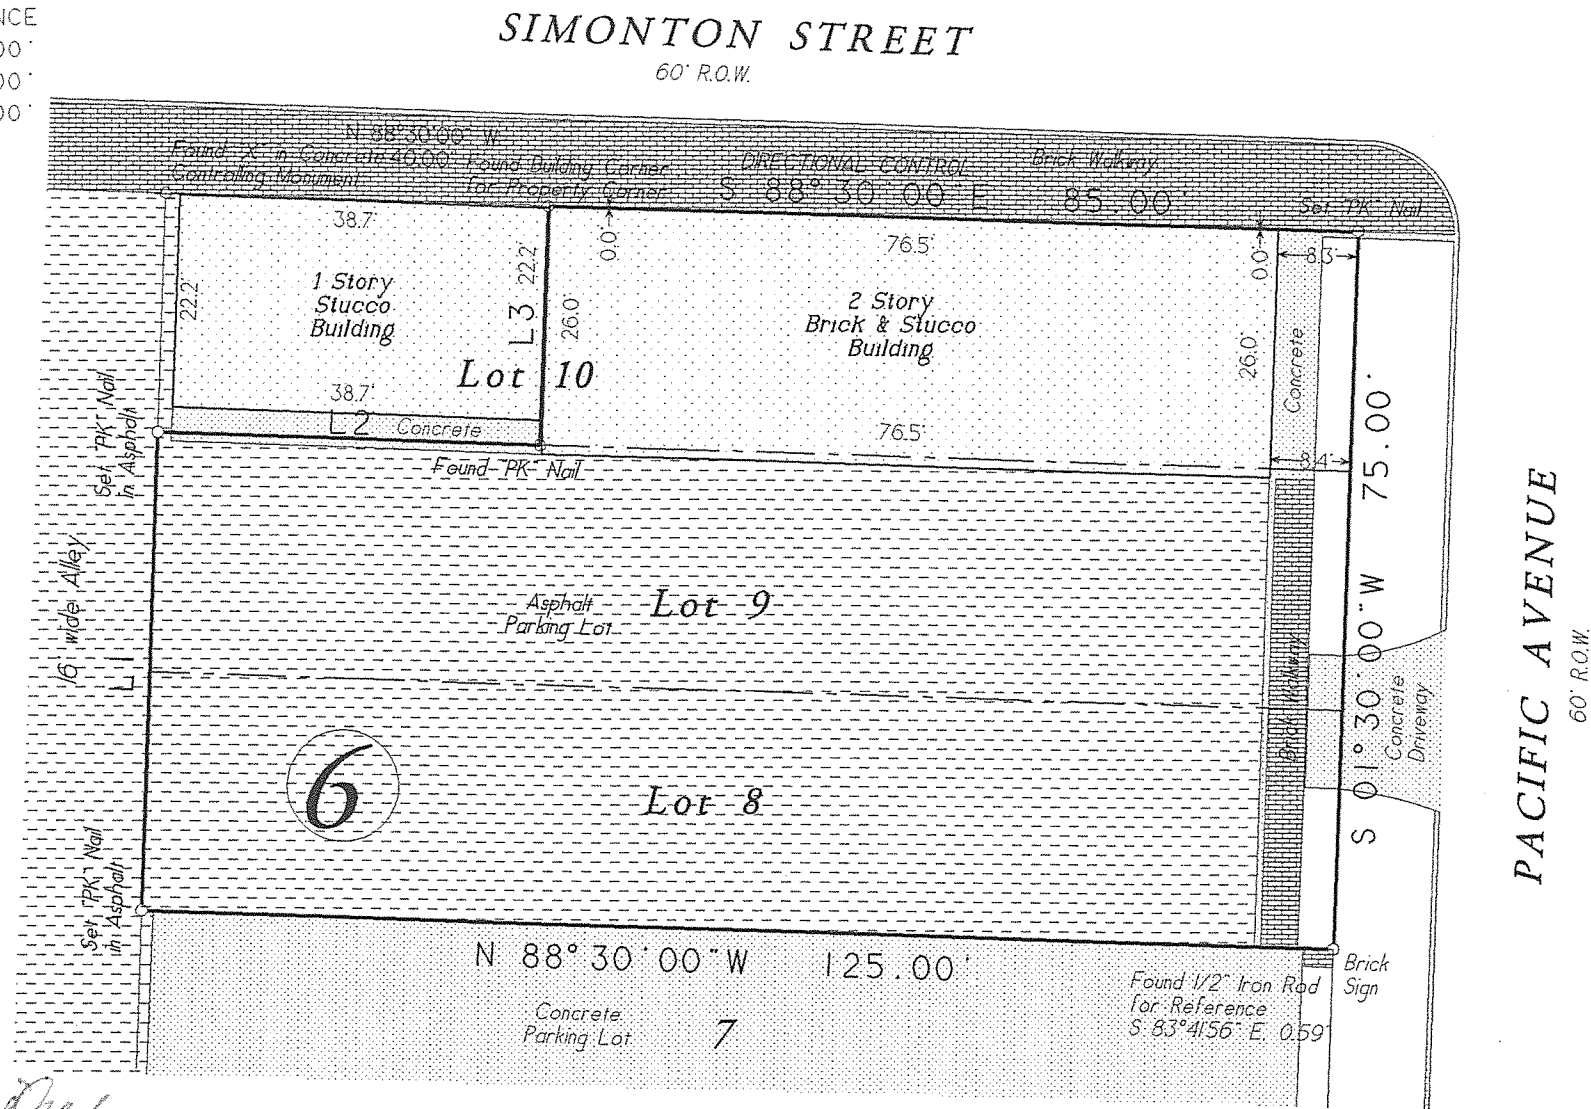 NCE
00'
00'
00'
SIMONTON STREET
60' R.O.W.
N 88°30'00" W
Found "X" in Concrete 40.00'
Controlling Monument
Found Building Corner
for Property Corner
DIRECTIONAL CONTROL
Brick Walkway
S 88°30'00"E 85.00'
Set "PK" Nail
38.7'
22.2'
1 Story
Stucco
Building
22.2'
L3
0.0'
26.0'
76.5'
2 Story
Brick & Stucco
Building
0.0'
8.3'
26.0'
Concrete
Lot 10
38.7'
L2 Concrete
76.5'
8.4'
Found "PK" Nail
Set "PK" Nail
in Asphalt
75.00'
16' wide Alley
L1
Asphalt
Parking Lot
Lot 9
S 01°30'00"W
Brick Walkway
Concrete
Driveway
PACIFIC AVENUE
60' R.O.W.
6
Lot 8
Set "PK" Nail
in Asphalt
N 88°30'00"W 125.00'
Brick
Sign
Found 1/2" Iron Rod
for Reference
S 83°41'56" E, 0.59'
Concrete
Parking Lot
7